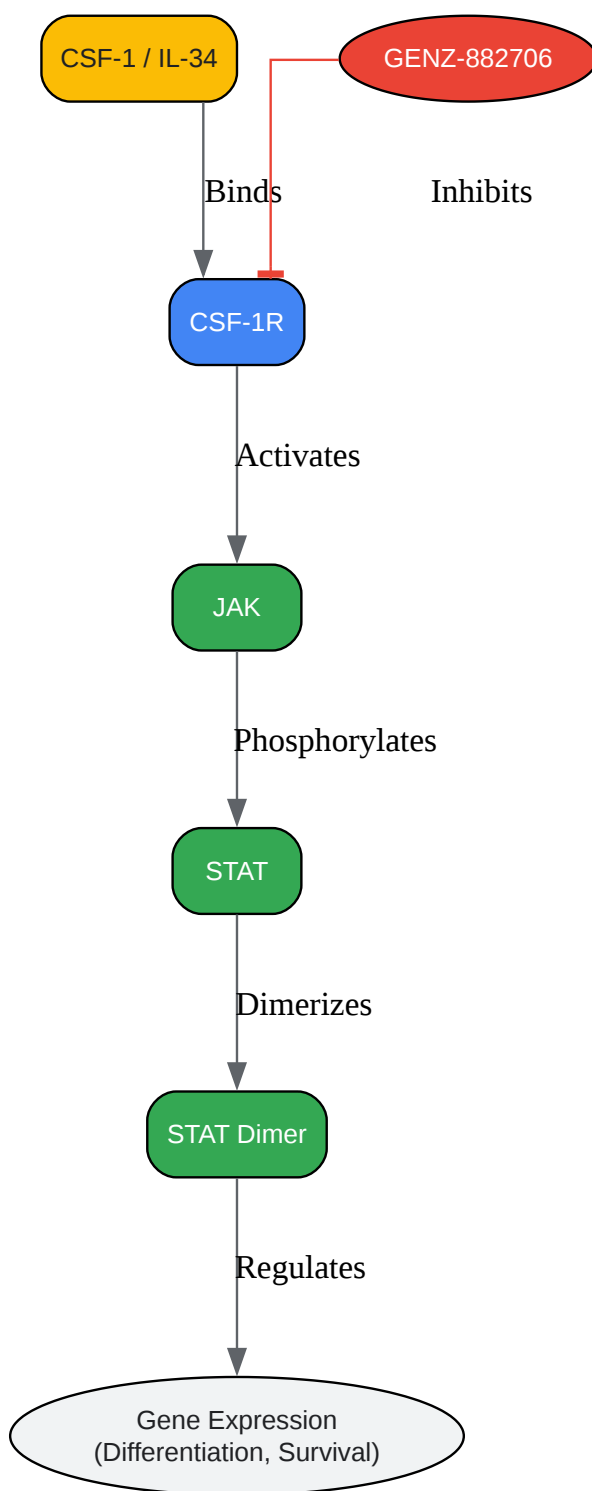 CSF-1 / IL-34
GENZ-882706
Binds
Inhibits
CSF-1R
Activates
JAK
Phosphorylates
STAT
Dimerizes
STAT Dimer
Regulates
Gene Expression
(Differentiation, Survival)